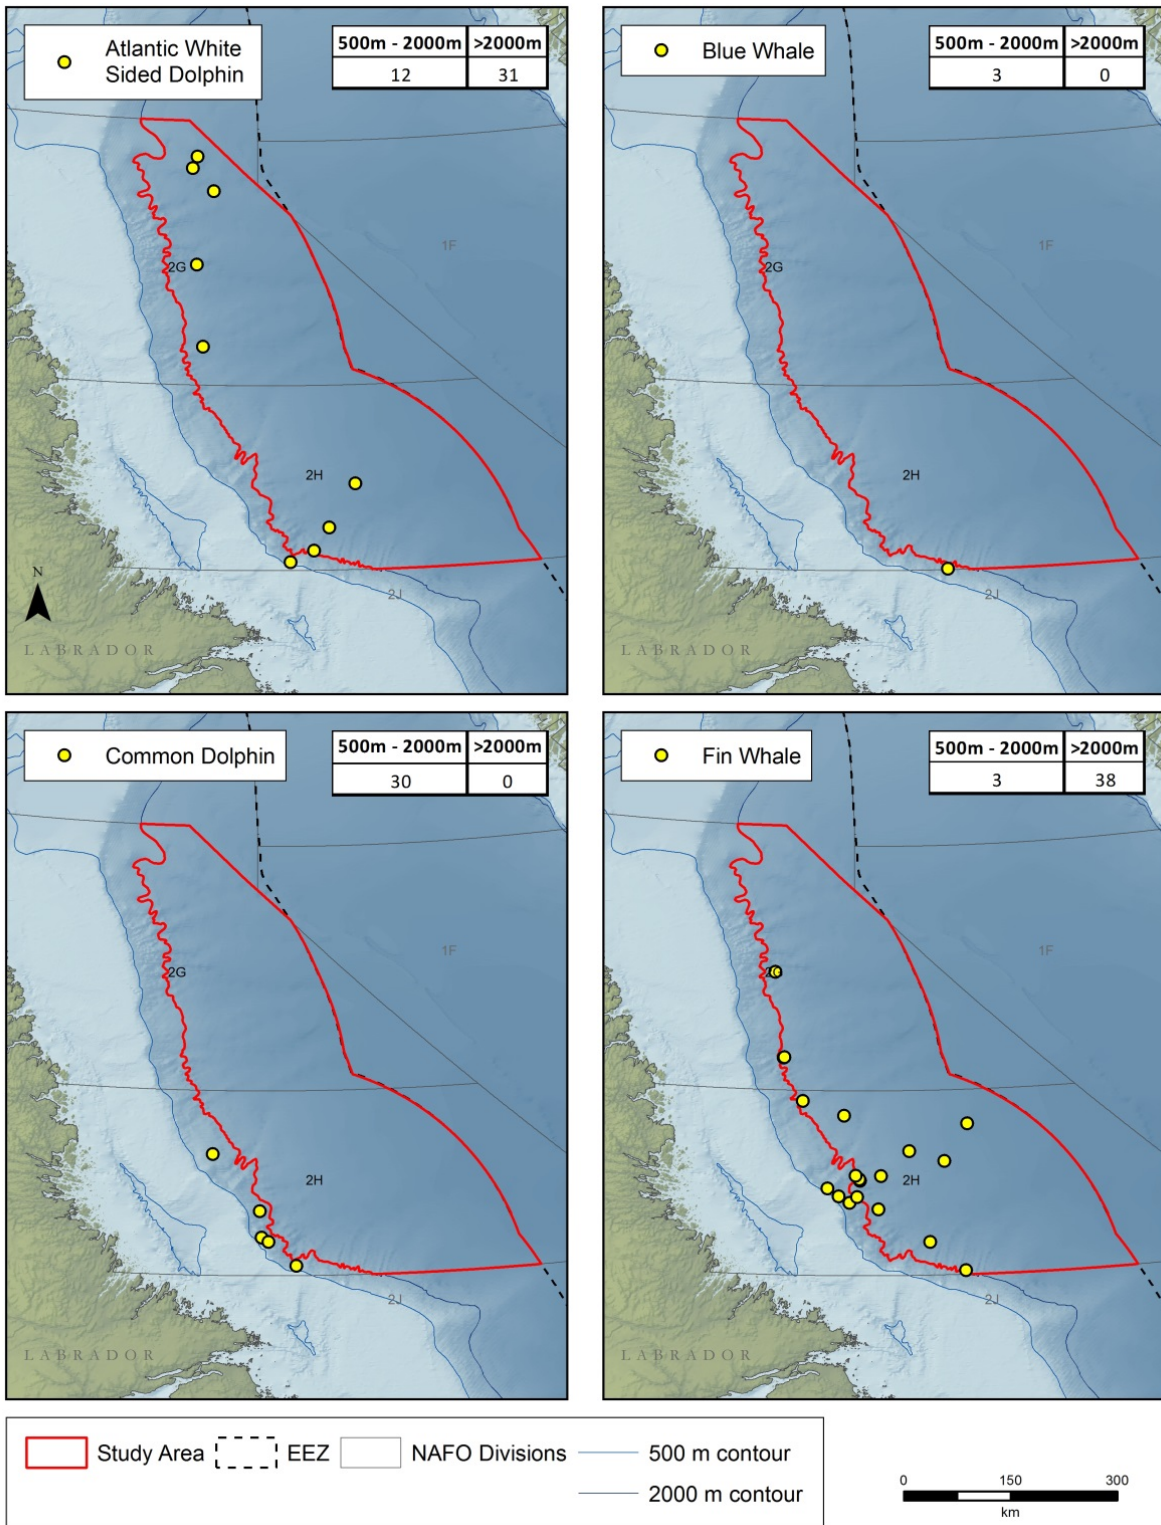 Atlantic White
Sided Dolphin
500m - 2000m >2000m
12 31
1F
2G
2H
2J
N
LABRADOR
Blue Whale
500m - 2000m >2000m
3 0
1F
2G
2H
2J
LABRADOR
Common Dolphin
500m - 2000m >2000m
30 0
1F
2G
2H
2J
LABRADOR
Fin Whale
500m - 2000m >2000m
3 38
1F
2H
2J
LABRADOR
Study Area EEZ NAFO Divisions 500 m contour
2000 m contour
0 150 300
km